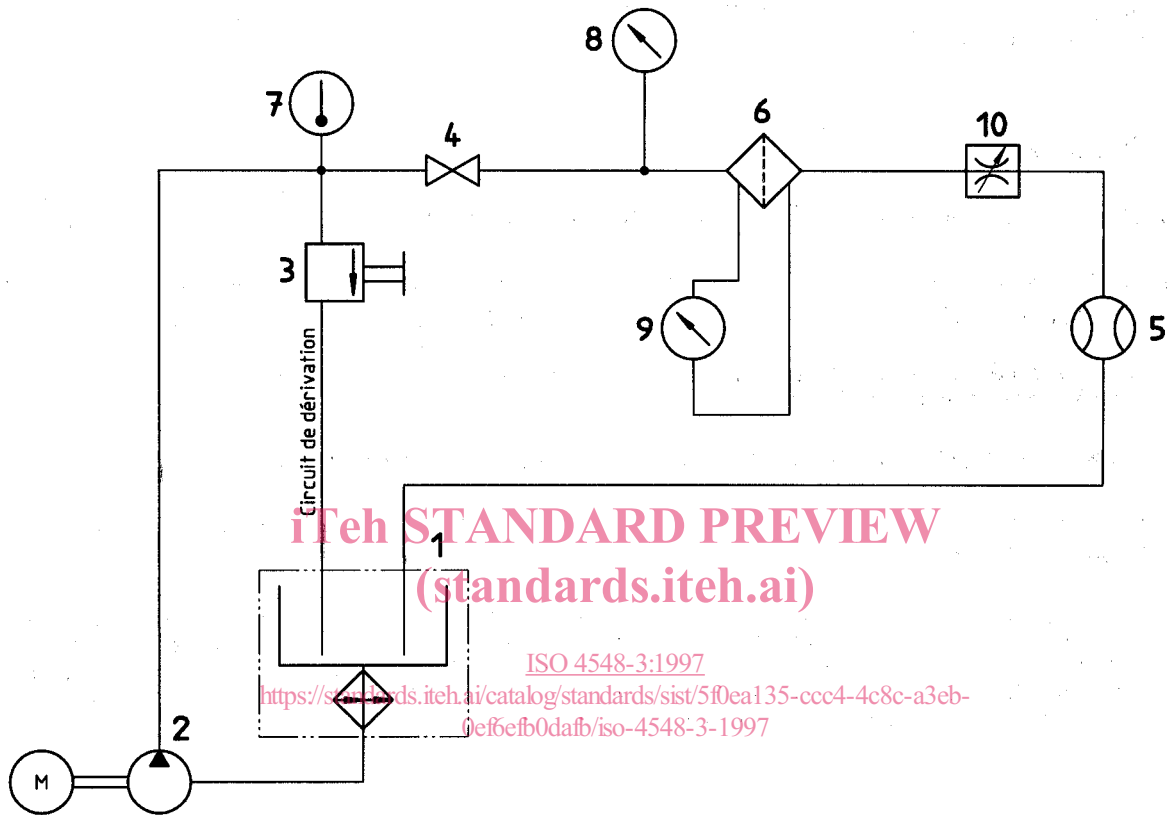 8
7
6
4
10
3
9
5
Circuit de dérivation
iTeh STANDARD PREVIEW
1
(standards.iteh.ai)
ISO 4548-3:1997
https://standards.iteh.ai/catalog/standards/sist/5f0ea135-ccc4-4c8c-a3eb-
0ef6efb0dafb/iso-4548-3-1997
2
M